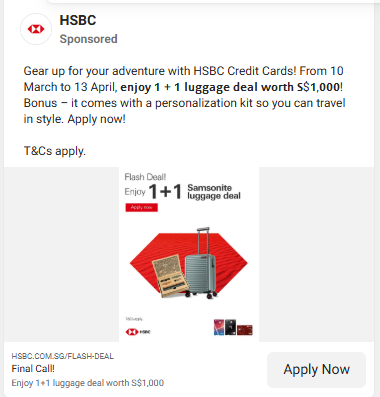 HSBC
Sponsored
Gear up for your adventure with HSBC Credit Cards! From 10
March to 13 April, enjoy 1 + 1 luggage deal worth S$1,000!
Bonus – it comes with a personalization kit so you can travel
in style. Apply now!
T&Cs apply.
Flash Deal!
Enjoy 1+1 Samsonite
luggage deal
Apply now
T&Cs apply.
HSBC
HSBC.COM.SG/FLASH-DEAL
Final Call!
Enjoy 1+1 luggage deal worth S$1,000
Apply Now